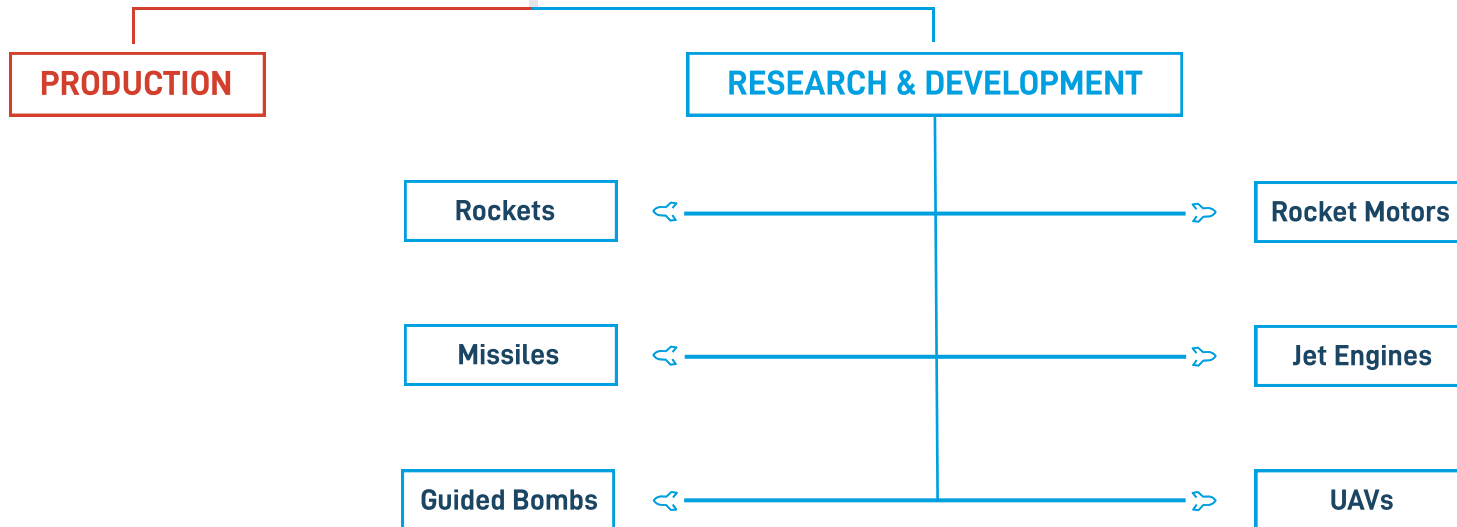 PRODUCTION
RESEARCH & DEVELOPMENT
Rockets
Rocket Motors
Missiles
Jet Engines
Guided Bombs
UAVs